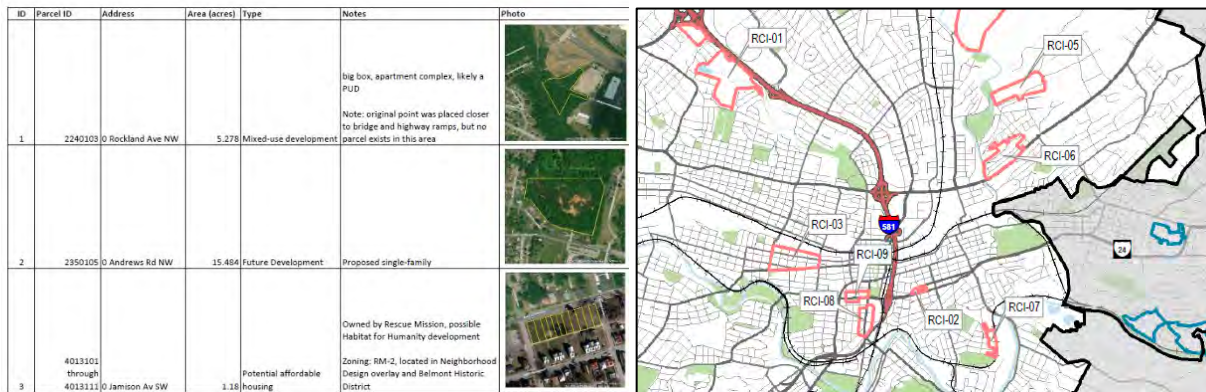 ID Parcel ID Address Area (acres) Type Notes Photo
big box, apartment complex, likely a
PUD
Note: original point was placed closer
to bridge and highway ramps, but no
1 2240103 0 Rockland Ave NW 5.278 Mixed-use development parcel exists in this area
2 2350105 0 Andrews Rd NW 15.484 Future Development Proposed single-family
Owned by Rescue Mission, possible
Habitat for Humanity development
4013101 Zoning: RM-2, located in Neighborhood
through Potential affordable Design overlay and Belmont Historic
3 4013111 0 Jamison Av SW 1.18 housing District
RCI-01
RCI-05
RCI-06
RCI-03
581
24
RCI-09
RCI-08
RCI-02
RCI-07